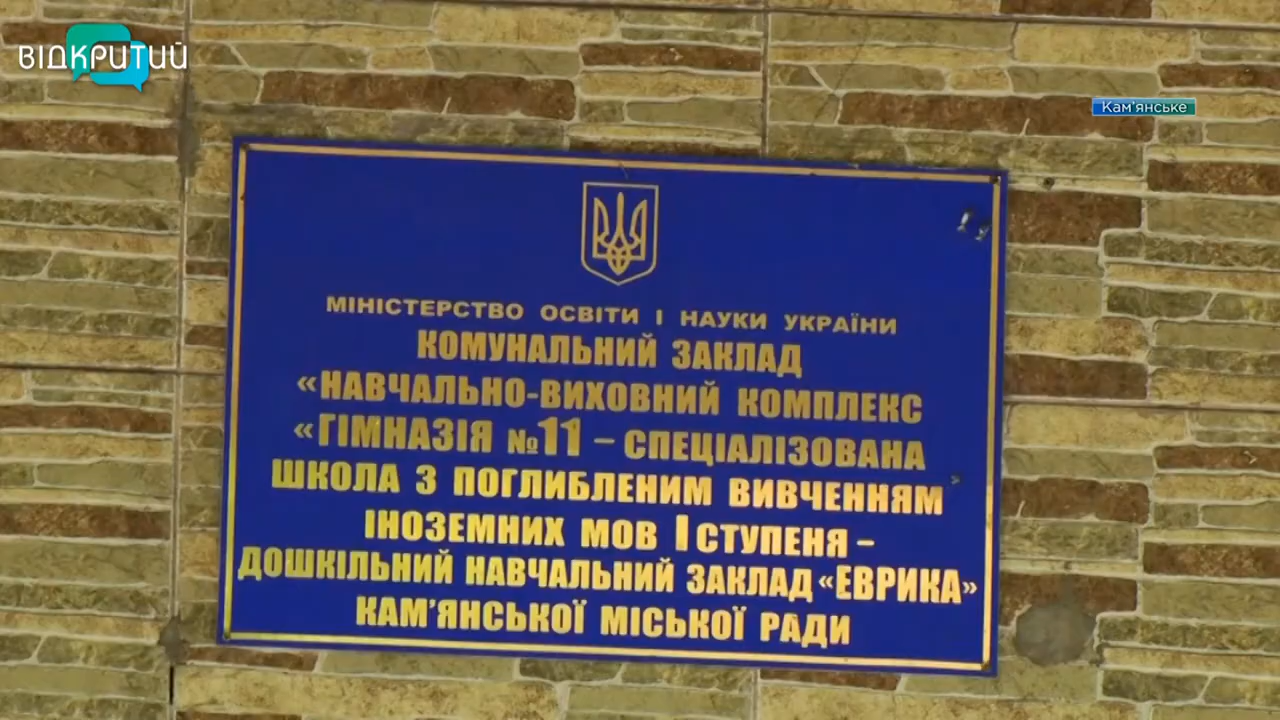 ВІДКРИТИЙ
Кам'янське
МІНІСТЕРСТВО ОСВІТИ І НАУКИ УКРАЇНИ
КОМУНАЛЬНИЙ ЗАКЛАД
«НАВЧАЛЬНО-ВИХОВНИЙ КОМПЛЕКС
«ГІМНАЗІЯ №11 – СПЕЦІАЛІЗОВАНА
ШКОЛА З ПОГЛИБЛЕНИМ ВИВЧЕННЯМ
ІНОЗЕМНИХ МОВ І СТУПЕНЯ –
ДОШКІЛЬНИЙ НАВЧАЛЬНИЙ ЗАКЛАД «ЕВРИКА»
КАМ'ЯНСЬКОЇ МІСЬКОЇ РАДИ